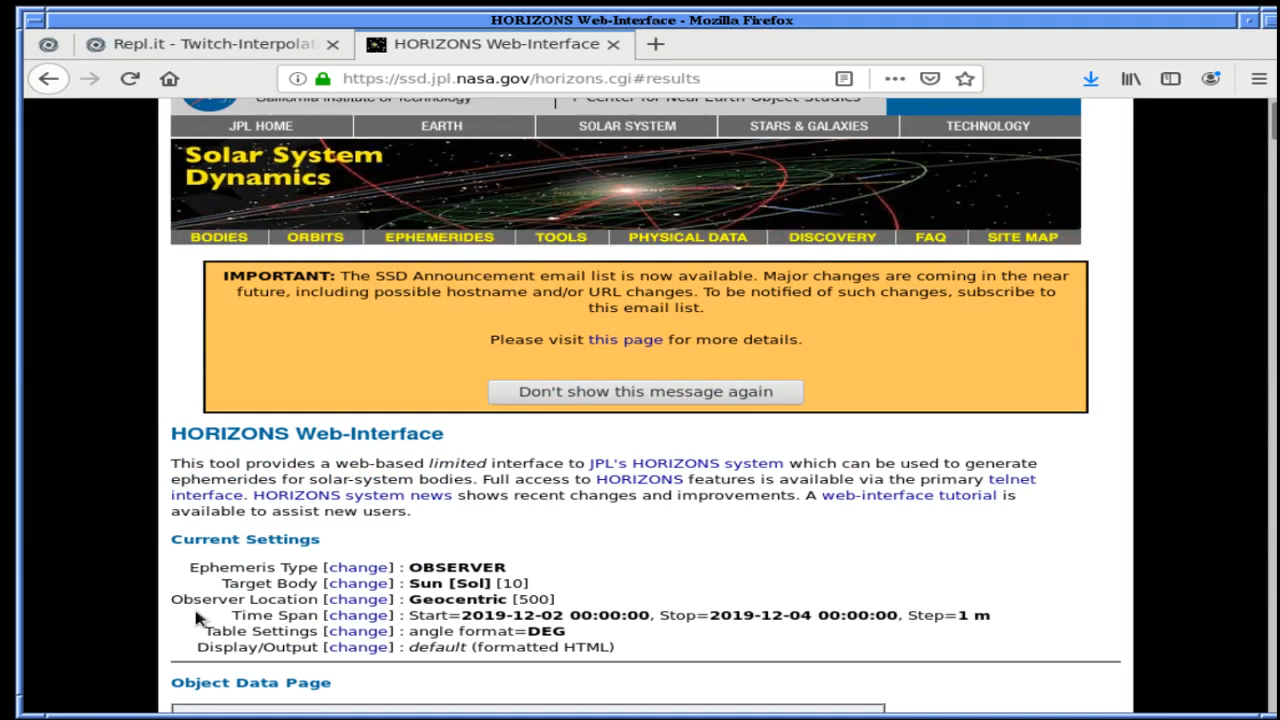 HORIZONS Web-Interface - Mozilla Firefox
Repl.it - Twitch-Interpolat
HORIZONS Web-Interface
https://ssd.jpl.nasa.gov/horizons.cgi#results
California Institute of Technology
+ Center for Near Earth Object Studies
JPL HOME EARTH SOLAR SYSTEM STARS & GALAXIES TECHNOLOGY
Solar System
Dynamics
BODIES ORBITS EPHEMERIDES TOOLS PHYSICAL DATA DISCOVERY FAQ SITE MAP
IMPORTANT: The SSD Announcement email list is now available. Major changes are coming in the near
future, including possible hostname and/or URL changes. To be notified of such changes, subscribe to
this email list.
Please visit this page for more details.
Don't show this message again
HORIZONS Web-Interface
This tool provides a web-based limited interface to JPL's HORIZONS system which can be used to generate
ephemerides for solar-system bodies. Full access to HORIZONS features is available via the primary telnet
interface. HORIZONS system news shows recent changes and improvements. A web-interface tutorial is
available to assist new users.
Current Settings
Ephemeris Type [change] : OBSERVER
Target Body [change] : Sun [Sol] [10]
Observer Location [change] : Geocentric [500]
Time Span [change] : Start=2019-12-02 00:00:00, Stop=2019-12-04 00:00:00, Step=1 m
Table Settings [change] : angle format=DEG
Display/Output [change] : default (formatted HTML)
Object Data Page